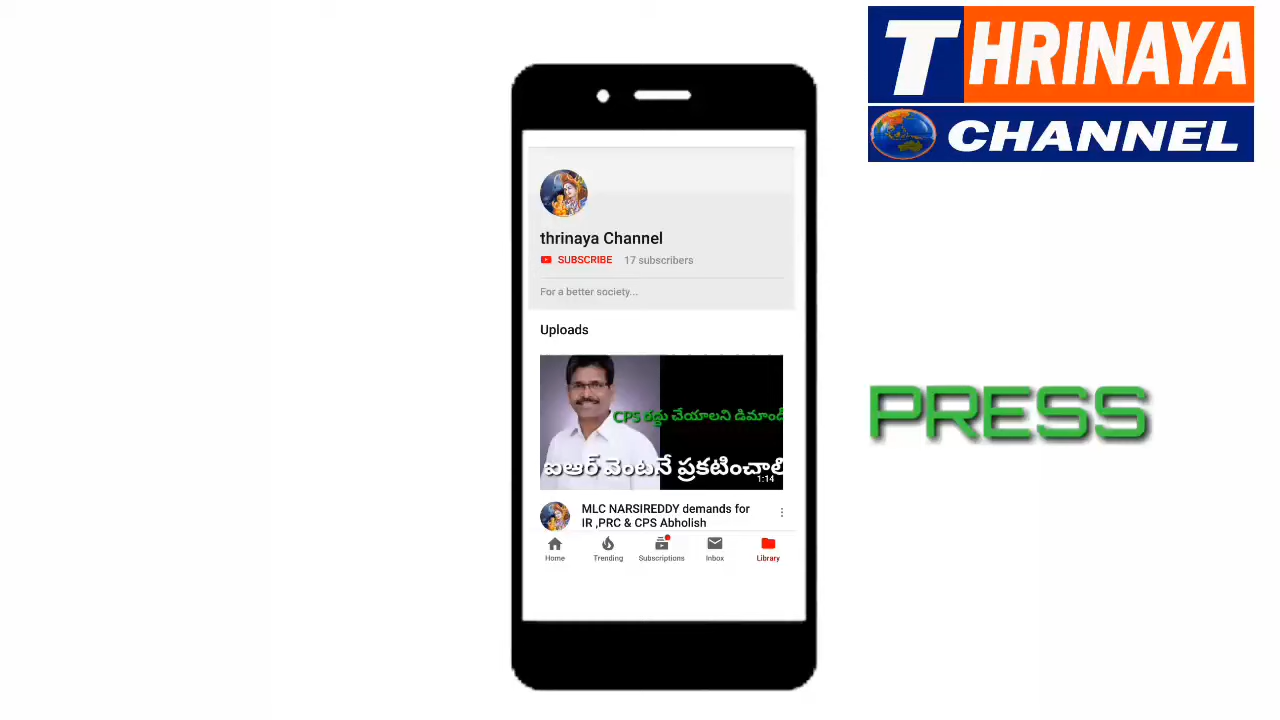 THRINAYA
CHANNEL
thrinaya Channel
SUBSCRIBE 17 subscribers
For a better society...
Uploads
CPS రద్దు చేయాలని డిమాండ్
ఐఆర్ వెంటనే ప్రకటించాలి
1:14
MLC NARSIREDDY demands for
IR ,PRC & CPS Abholish
Home Trending Subscriptions Inbox Library
PRESS